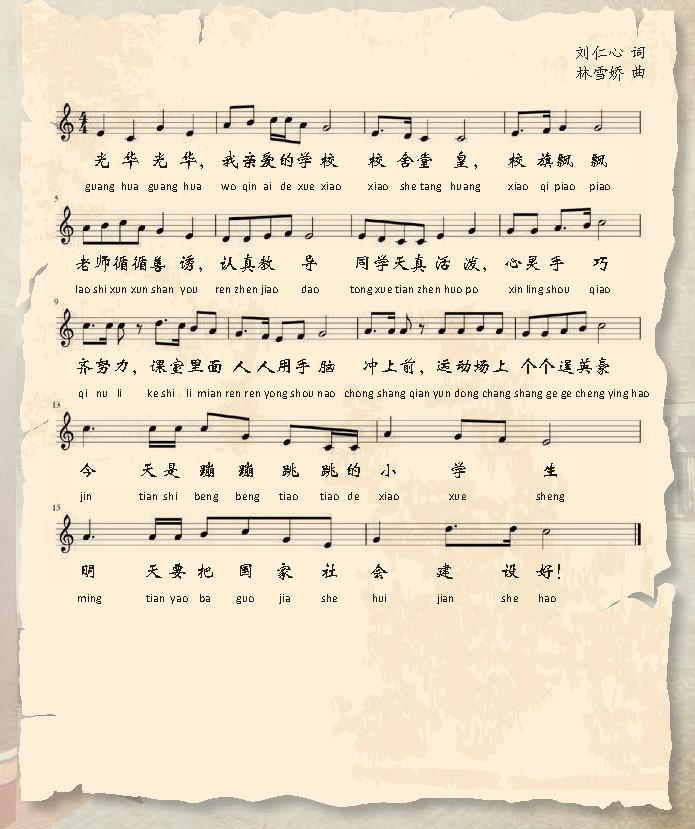 刘仁心 词
林雪娇 曲
光 华 光 华， 我亲爱的学校 校 舍堂 皇， 校 旗飘 飘
guang hua guang hua wo qin ai de xue xiao xiao she tang huang xiao qi piao piao
5
老师循循善 诱， 认真教 导 同学天真活 泼， 心灵手 巧
lao shi xun xun shan you ren zhen jiao dao tong xue tian zhen huo po xin ling shou qiao
9
齐努力， 课室里面 人人用手脑 冲上前， 运动场上 个个逞英豪
qi nu li ke shi li mian ren ren yong shou nao chong shang qian yun dong chang shang ge ge cheng ying hao
13
今 天是 蹦 蹦 跳 跳的 小 学 生
jin tian shi beng beng tiao tiao de xiao xue sheng
15
明 天要 把 国 家 社 会 建 设 好！
ming tian yao ba guo jia she hui jian she hao